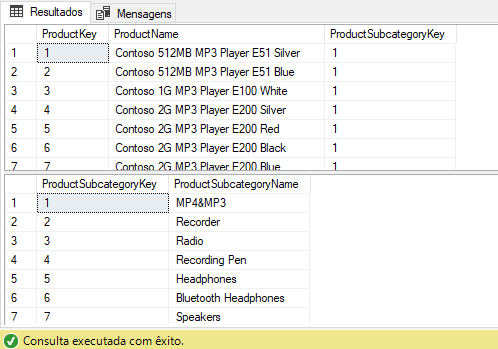 Resultados Mensagens
ProductKey ProductName ProductSubcategoryKey
1 1 Contoso 512MB MP3 Player E51 Silver 1
2 2 Contoso 512MB MP3 Player E51 Blue 1
3 3 Contoso 1G MP3 Player E100 White 1
4 4 Contoso 2G MP3 Player E200 Silver 1
5 5 Contoso 2G MP3 Player E200 Red 1
6 6 Contoso 2G MP3 Player E200 Black 1
7 7 Contoso 2G MP3 Player E200 Blue 1
ProductSubcategoryKey ProductSubcategoryName
1 1 MP4&MP3
2 2 Recorder
3 3 Radio
4 4 Recording Pen
5 5 Headphones
6 6 Bluetooth Headphones
7 7 Speakers
Consulta executada com êxito.